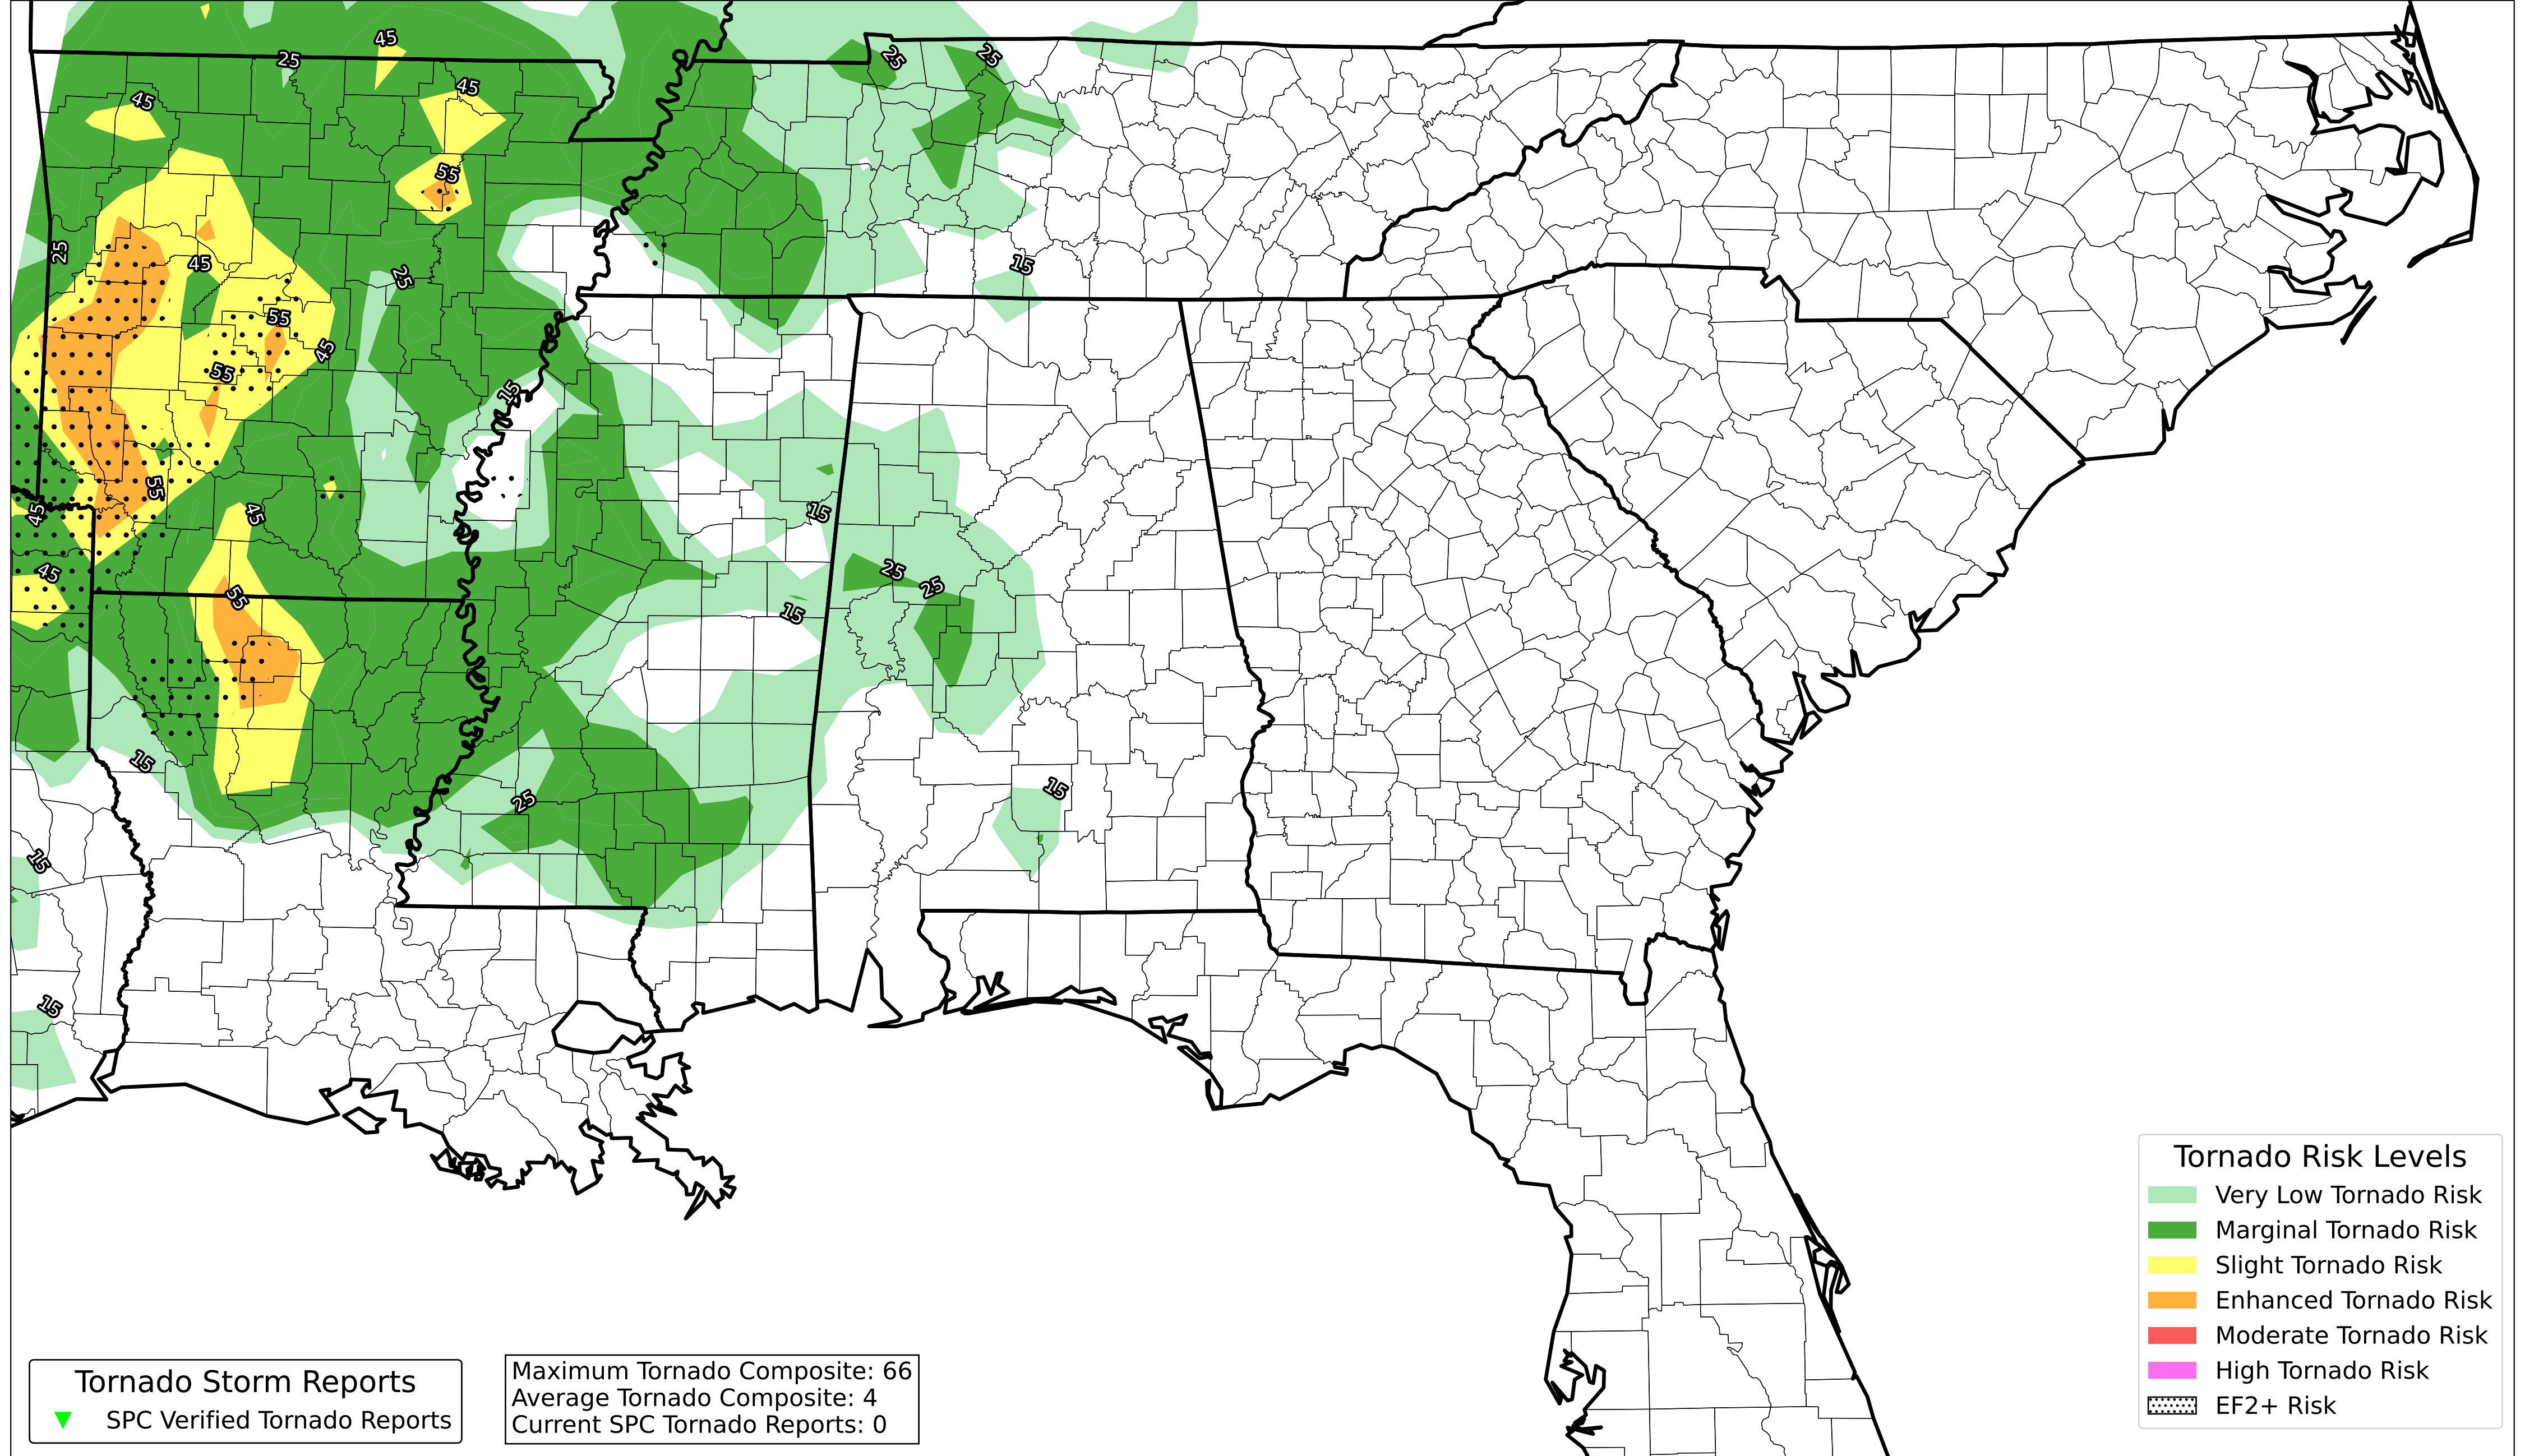 45
25
25
25
45
45
55
25
45
15
25
55
45
55
15
55
45
15
45
25
45
25
55
15
15
15
25
15
15
Tornado Risk Levels
Very Low Tornado Risk
Marginal Tornado Risk
Slight Tornado Risk
Enhanced Tornado Risk
Moderate Tornado Risk
High Tornado Risk
EF2+ Risk
Tornado Storm Reports
SPC Verified Tornado Reports
Maximum Tornado Composite: 66
Average Tornado Composite: 4
Current SPC Tornado Reports: 0